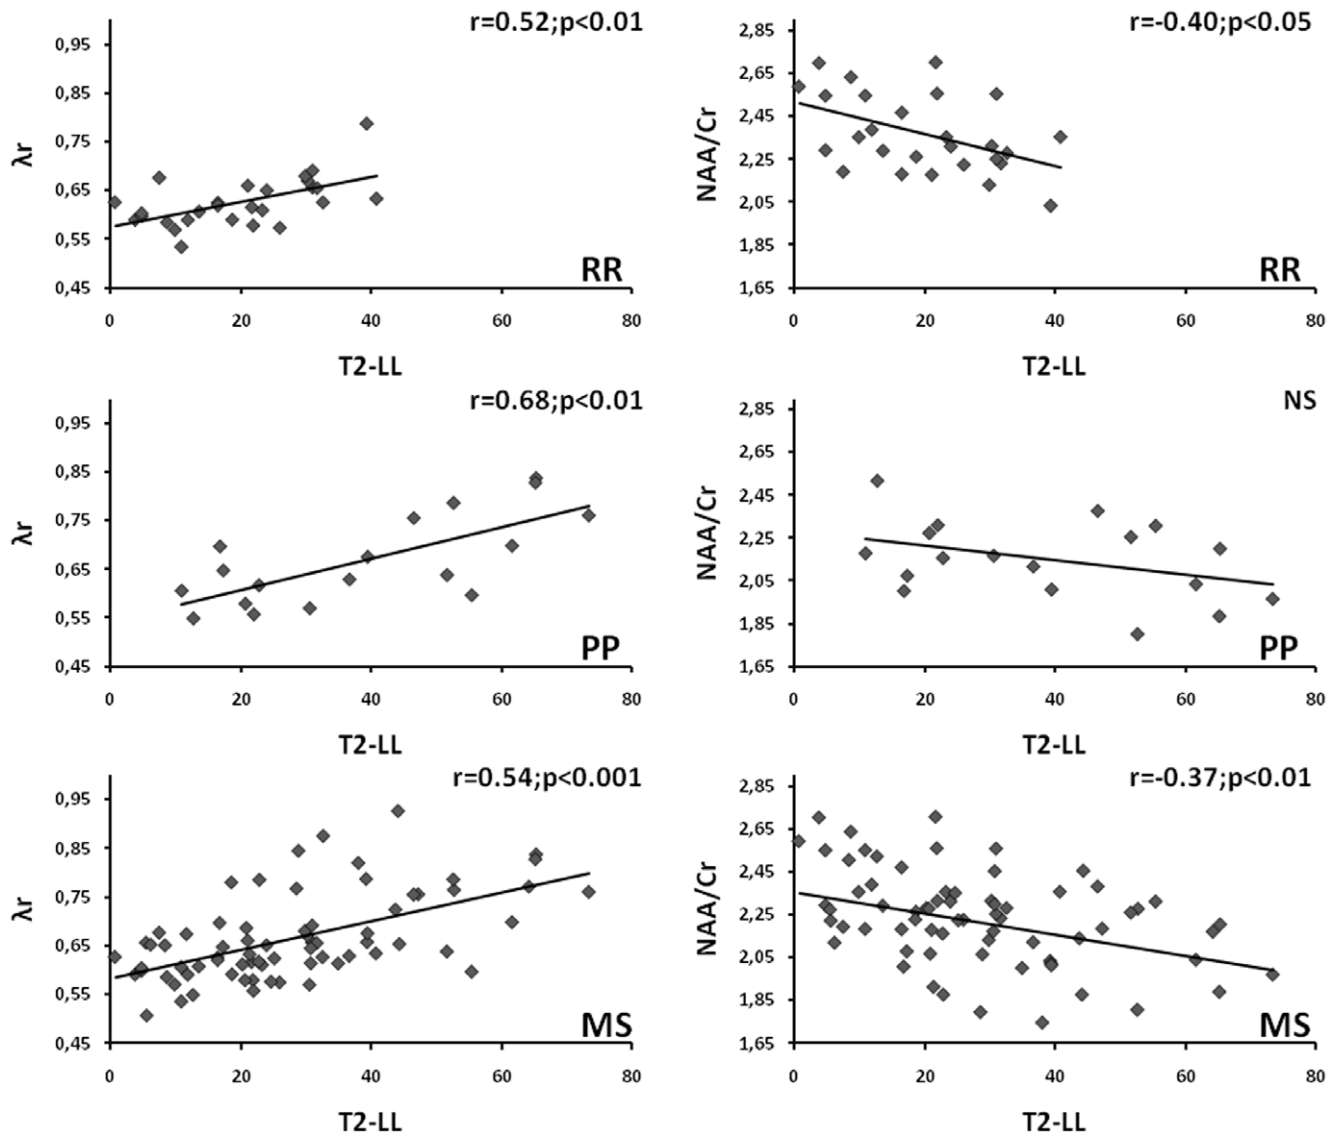 r=0.52;p<0.01
0,95
0,85
0,75
0,65
0,55
0,45
λr
RR
0 20 40 60 80
T2-LL
r=-0.40;p<0.05
2,85
2,65
2,45
2,25
2,05
1,85
1,65
NAA/Cr
RR
0 20 40 60 80
T2-LL
r=0.68;p<0.01
0,95
0,85
0,75
0,65
0,55
0,45
λr
PP
0 20 40 60 80
T2-LL
NS
2,85
2,65
2,45
2,25
2,05
1,85
1,65
NAA/Cr
PP
0 20 40 60 80
T2-LL
r=0.54;p<0.001
0,95
0,85
0,75
0,65
0,55
0,45
λr
MS
0 20 40 60 80
T2-LL
r=-0.37;p<0.01
2,85
2,65
2,45
2,25
2,05
1,85
1,65
NAA/Cr
MS
0 20 40 60 80
T2-LL